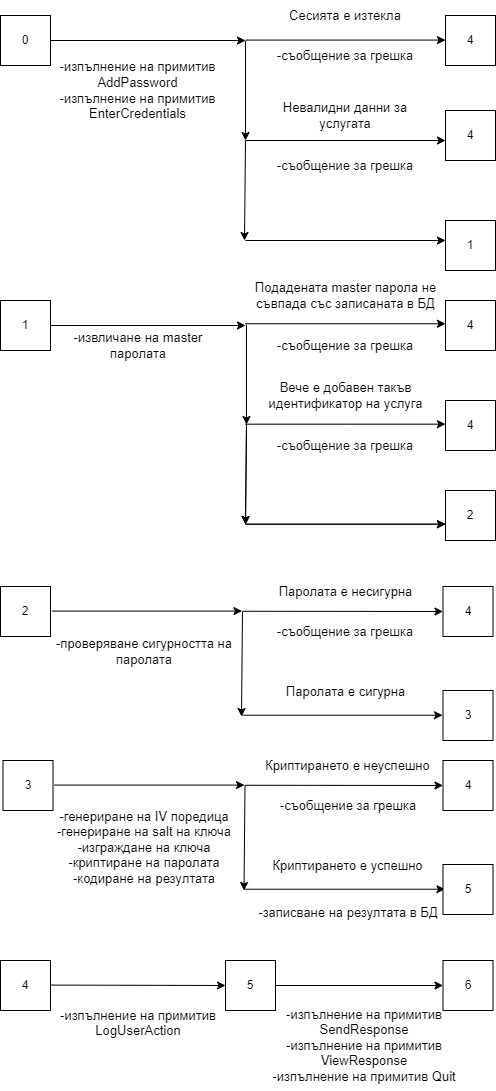 Сесията е изтекла
0
4
-изпълнение на примитив
AddPassword
-изпълнение на примитив
EnterCredentials
-съобщение за грешка
Невалидни данни за
услугата
4
-съобщение за грешка
1
Подадената master парола не
съвпада със записаната в БД
1
4
-извличане на master
паролата
-съобщение за грешка
Вече е добавен такъв
идентификатор на услуга
4
-съобщение за грешка
2
Паролата е несигурна
2
4
-проверяване сигурността на
паролата
-съобщение за грешка
Паролата е сигурна
3
Криптирането е неуспешно
3
4
-генериране на IV поредица
-генериране на salt на ключа
-изграждане на ключа
-криптиране на паролата
-кодиране на резултата
-съобщение за грешка
Криптирането е успешно
5
-записване на резултата в БД
4
5
6
-изпълнение на примитив
LogUserAction
-изпълнение на примитив
SendResponse
-изпълнение на примитив
ViewResponse
-изпълнение на примитив Quit